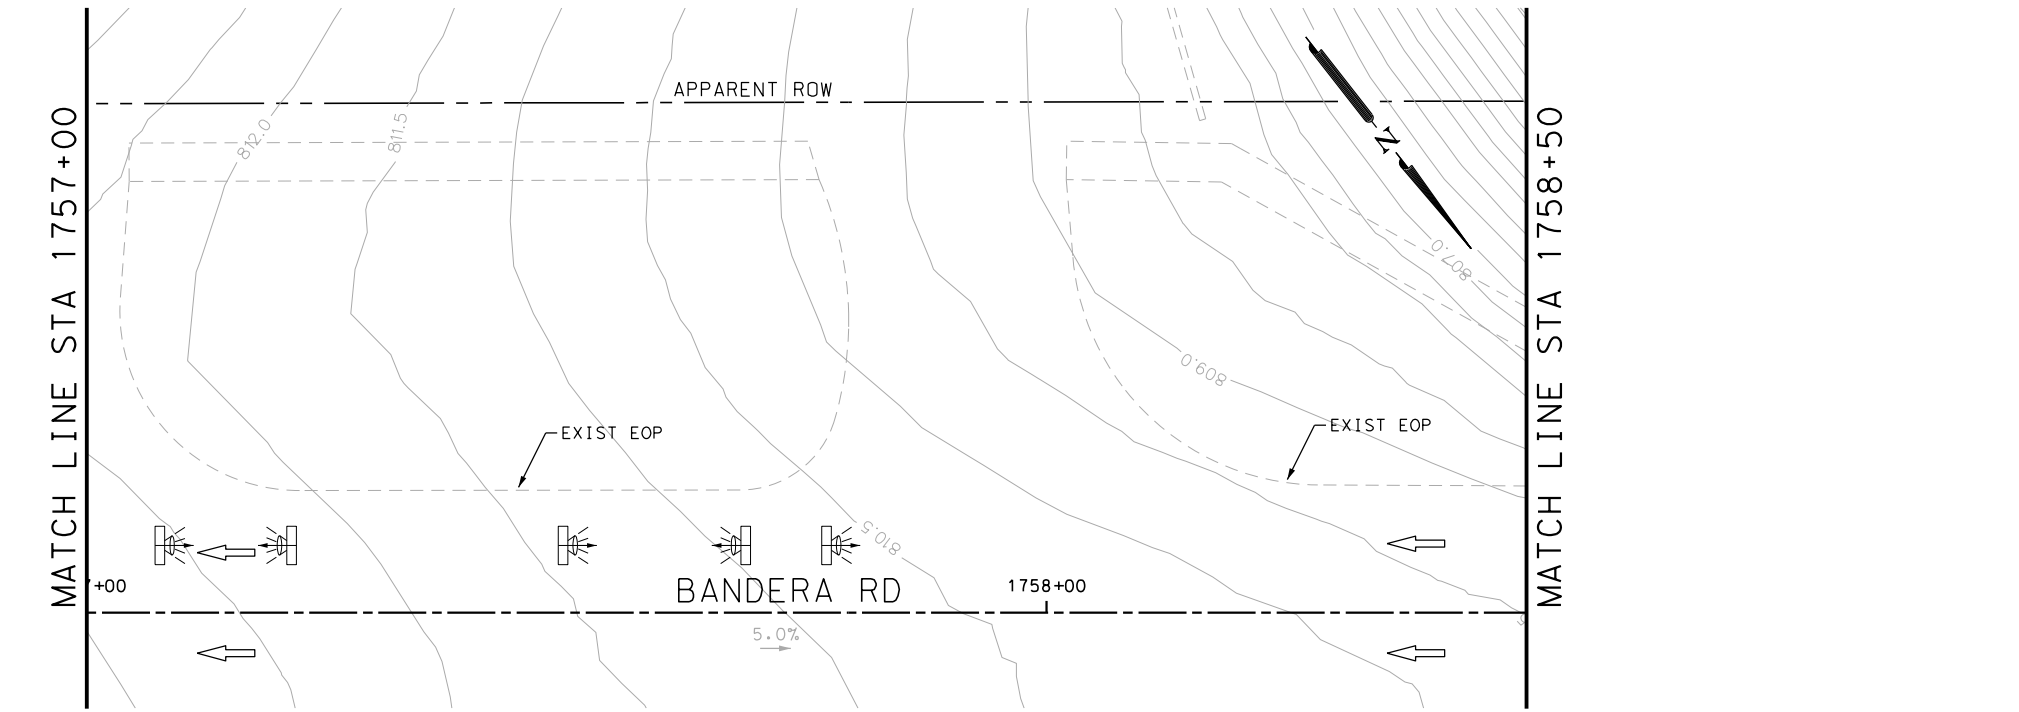 APPARENT ROW
MATCH LINE STA 1757+00
812.0
811.5
N
807.0
809.0
EXIST EOP
EXIST EOP
810.5
+00
BANDERA RD
1758+00
5.0%
MATCH LINE STA 1758+50